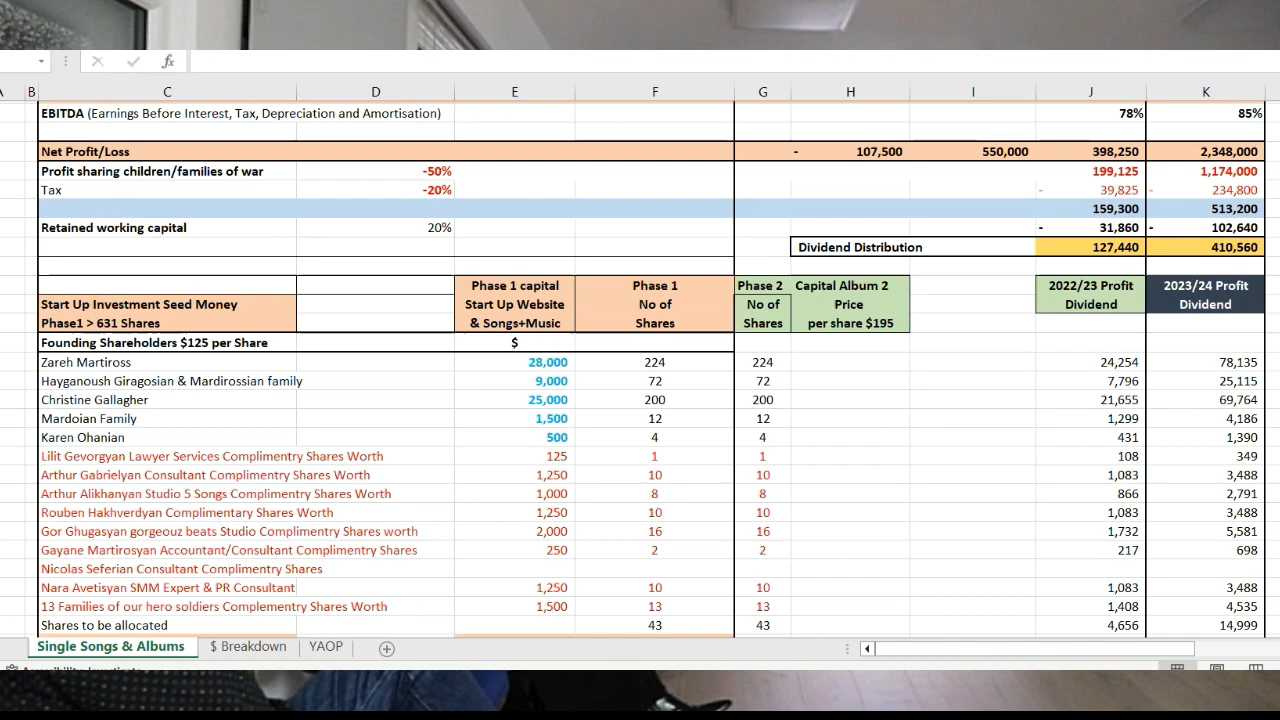 fx
A B C D E F G H I J K
EBITDA (Earnings Before Interest, Tax, Depreciation and Amortisation) 78% 85%
Net Profit/Loss - 107,500 550,000 398,250 2,348,000
Profit sharing children/families of war -50% 199,125 1,174,000
Tax -20% - 39,825 - 234,800
159,300 513,200
Retained working capital 20% - 31,860 - 102,640
Dividend Distribution 127,440 410,560
Phase 1 capital Phase 1 Phase 2 Capital Album 2 2022/23 Profit 2023/24 Profit
Start Up Investment Seed Money Start Up Website No of No of Price Dividend Dividend
Phase1 > 631 Shares & Songs+Music Shares Shares per share $195
Founding Shareholders $125 per Share $
Zareh Martiross 28,000 224 224 24,254 78,135
Hayganoush Giragosian & Mardirossian family 9,000 72 72 7,796 25,115
Christine Gallagher 25,000 200 200 21,655 69,764
Mardoian Family 1,500 12 12 1,299 4,186
Karen Ohanian 500 4 4 431 1,390
Lilit Gevorgyan Lawyer Services Complimentry Shares Worth 125 1 1 108 349
Arthur Gabrielyan Consultant Complimentry Shares Worth 1,250 10 10 1,083 3,488
Arthur Alikhanyan Studio 5 Songs Complimentry Shares Worth 1,000 8 8 866 2,791
Rouben Hakhverdyan Complimentary Shares Worth 1,250 10 10 1,083 3,488
Gor Ghugasyan gorgeouz beats Studio Complimentry Shares worth 2,000 16 16 1,732 5,581
Gayane Martirosyan Accountant/Consultant Complimentry Shares 250 2 2 217 698
Nicolas Seferian Consultant Complimentry Shares
Nara Avetisyan SMM Expert & PR Consultant 1,250 10 10 1,083 3,488
13 Families of our hero soldiers Complementry Shares Worth 1,500 13 13 1,408 4,535
Shares to be allocated 43 43 4,656 14,999
Single Songs & Albums $ Breakdown YAOP